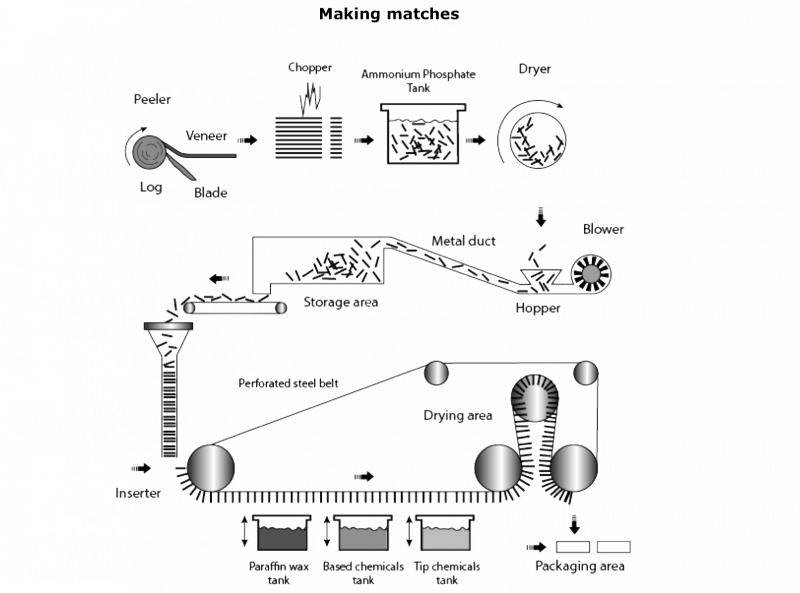 Making matches
Chopper
Ammonium Phosphate
Tank
Dryer
Peeler
Veneer
Log
Blade
Metal duct
Blower
Storage area
Hopper
Perforated steel belt
Drying area
Inserter
Paraffin wax
tank
Based chemicals
tank
Tip chemicals
tank
Packaging area